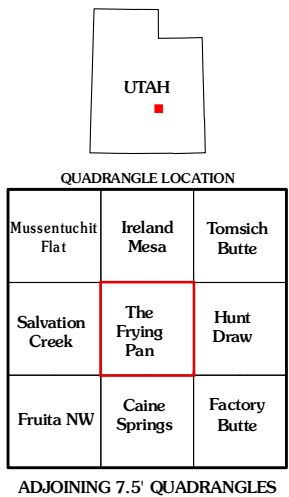 UTAH
QUADRANGLE LOCATION
Mussentuchit
Flat
Ireland
Mesa
Tomsich
Butte
Salvation
Creek
The
Frying
Pan
Hunt
Draw
Fruita NW
Caine
Springs
Factory
Butte
ADJOINING 7.5' QUADRANGLES